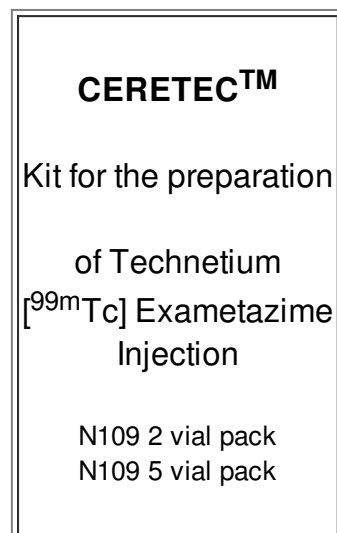 CERETEC™
Kit for the preparation
of Technetium
[⁹⁹ᵐTc] Exametazime
Injection
N109 2 vial pack
N109 5 vial pack